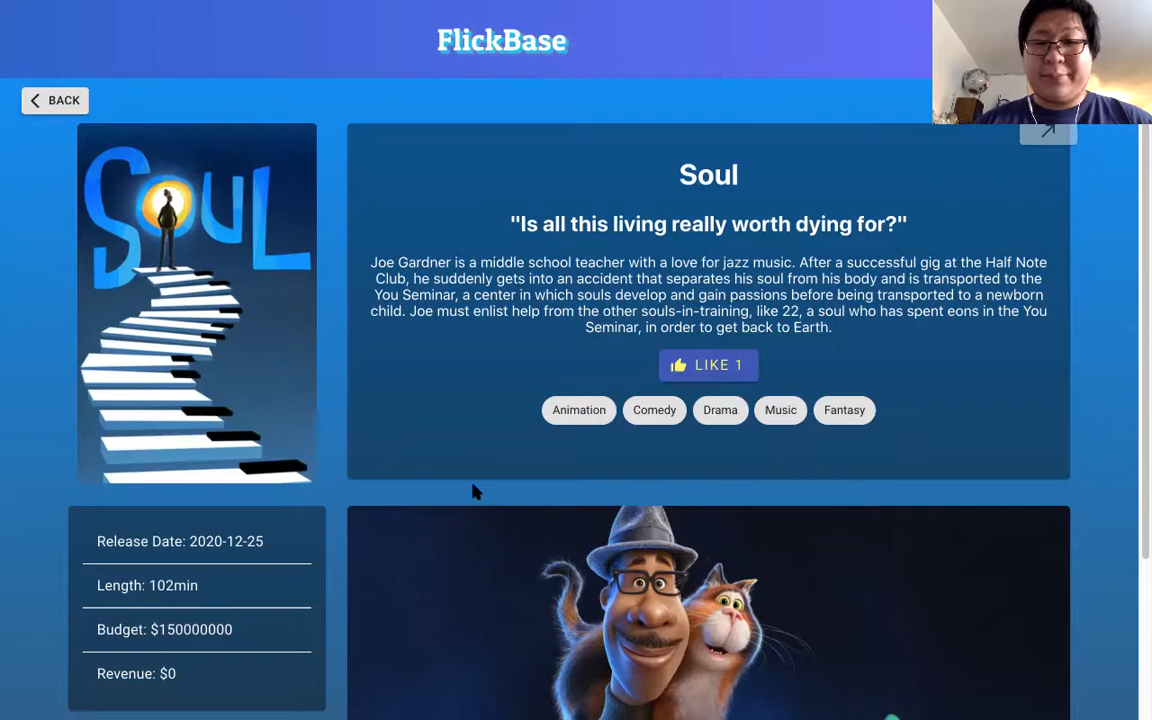 FlickBase
BACK
SOUL
Soul
"Is all this living really worth dying for?"
Joe Gardner is a middle school teacher with a love for jazz music. After a successful gig at the Half Note
Club, he suddenly gets into an accident that separates his soul from his body and is transported to the
You Seminar, a center in which souls develop and gain passions before being transported to a newborn
child. Joe must enlist help from the other souls-in-training, like 22, a soul who has spent eons in the You
Seminar, in order to get back to Earth.
LIKE 1
Animation Comedy Drama Music Fantasy
Release Date: 2020-12-25
Length: 102min
Budget: $150000000
Revenue: $0